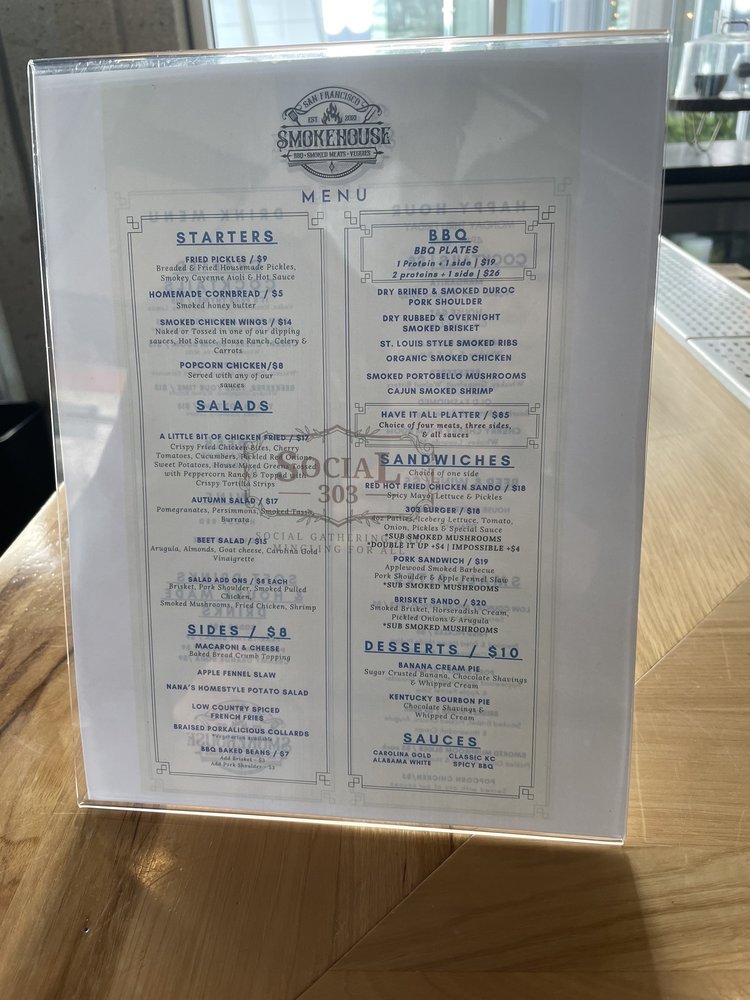 SAN FRANCISCO
EST 2021
SMOKEHOUSE
BBQ • SMOKED MEATS • VEGGIES
MENU
STARTERS
FRIED PICKLES / $9
Breaded & Fried Housemade Pickles,
Smokey Cayenne Aioli & Hot Sauce
HOMEMADE CORNBREAD / $5
Smoked honey butter
SMOKED CHICKEN WINGS / $14
Naked or Tossed in one of our dipping
sauces, Hot Sauce, House Ranch, Celery &
Carrots
POPCORN CHICKEN/$8
Served with any of our
sauces
SALADS
A LITTLE BIT OF CHICKEN FRIED / $17
Crispy Fried Chicken Bites, Cherry
Tomatoes, Cucumbers, Pickled Red Onion,
Sweet Potatoes, House Mixed Greens Tossed
with Peppercorn Ranch & Topped with
Crispy Tortilla Strips
AUTUMN SALAD / $17
Pomegranates, Persimmons, Smoked
Burrata
BEET SALAD / $15
Arugula, Almonds, Goat cheese, Carolina Gold
Vinaigrette
SALAD ADD ONS / $8 EACH
Brisket, Pork Shoulder, Smoked Pulled
Chicken,
Smoked Mushrooms, Fried Chicken, Shrimp
SIDES / $8
MACARONI & CHEESE
Baked Bread Crumb Topping
APPLE FENNEL SLAW
NANA'S HOMESTYLE POTATO SALAD
LOW COUNTRY SPICED
FRENCH FRIES
BRAISED PORKALICIOUS COLLARDS
*Vegetarian available
BBQ BAKED BEANS / $7
Add Brisket - $3
Add Pork Shoulder - $3
BBQ
BBQ PLATES
1 Protein + 1 side | $19
2 proteins + 1 side | $26
DRY BRINED & SMOKED DUROC
PORK SHOULDER
DRY RUBBED & OVERNIGHT
SMOKED BRISKET
ST. LOUIS STYLE SMOKED RIBS
ORGANIC SMOKED CHICKEN
SMOKED PORTOBELLO MUSHROOMS
CAJUN SMOKED SHRIMP
HAVE IT ALL PLATTER / $85
Choice of four meats, three sides,
& all sauces
SANDWICHES
Choice of one side
RED HOT FRIED CHICKEN SANDO / $18
Spicy Mayo, Lettuce & Pickles
303 BURGER / $18
4oz Patties, Iceberg Lettuce, Tomato,
Onion, Pickles & Special Sauce
*SUB SMOKED MUSHROOMS
*DOUBLE IT UP +$4 | IMPOSSIBLE +$4
PORK SANDWICH / $19
Applewood Smoked Barbecue
Pork Shoulder & Apple Fennel Slaw
*SUB SMOKED MUSHROOMS
BRISKET SANDO / $20
Smoked Brisket, Horseradish Cream,
Pickled Onions & Arugula
*SUB SMOKED MUSHROOMS
DESSERTS / $10
BANANA CREAM PIE
Sugar Crusted Banana, Chocolate Shavings
& Whipped Cream
KENTUCKY BOURBON PIE
Chocolate Shavings &
Whipped Cream
SAUCES
CAROLINA GOLD CLASSIC KC
ALABAMA WHITE SPICY BBQ
SOCIAL
303
SOCIAL GATHERING
FOR ALL